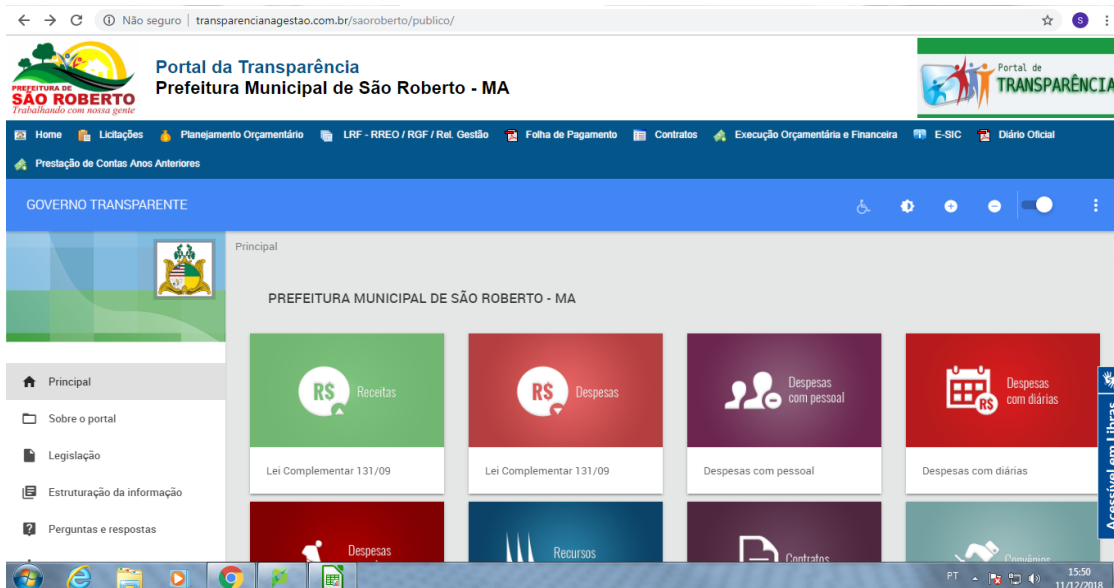 Não seguro | transparencianagestao.com.br/saoroberto/publico/
S
PREFEITURA DE
SÃO ROBERTO
Trabalhando com nossa gente
Portal da Transparência
Prefeitura Municipal de São Roberto - MA
Portal de
TRANSPARÊNCIA
Home Licitações Planejamento Orçamentário LRF - RREO / RGF / Rel. Gestão Folha de Pagamento Contratos Execução Orçamentária e Financeira E-SIC Diário Oficial
Prestação de Contas Anos Anteriores
GOVERNO TRANSPARENTE
Principal
PREFEITURA MUNICIPAL DE SÃO ROBERTO - MA
Principal
Sobre o portal
Legislação
Estruturação da informação
Perguntas e respostas
R$ Receitas
Lei Complementar 131/09
R$ Despesas
Lei Complementar 131/09
Despesas
com pessoal
Despesas com pessoal
R$
Despesas
com diárias
Despesas com diárias
Despesas
Recursos
Contratos
Convênios
Acessível em Libras
PT
15:50
11/12/2018